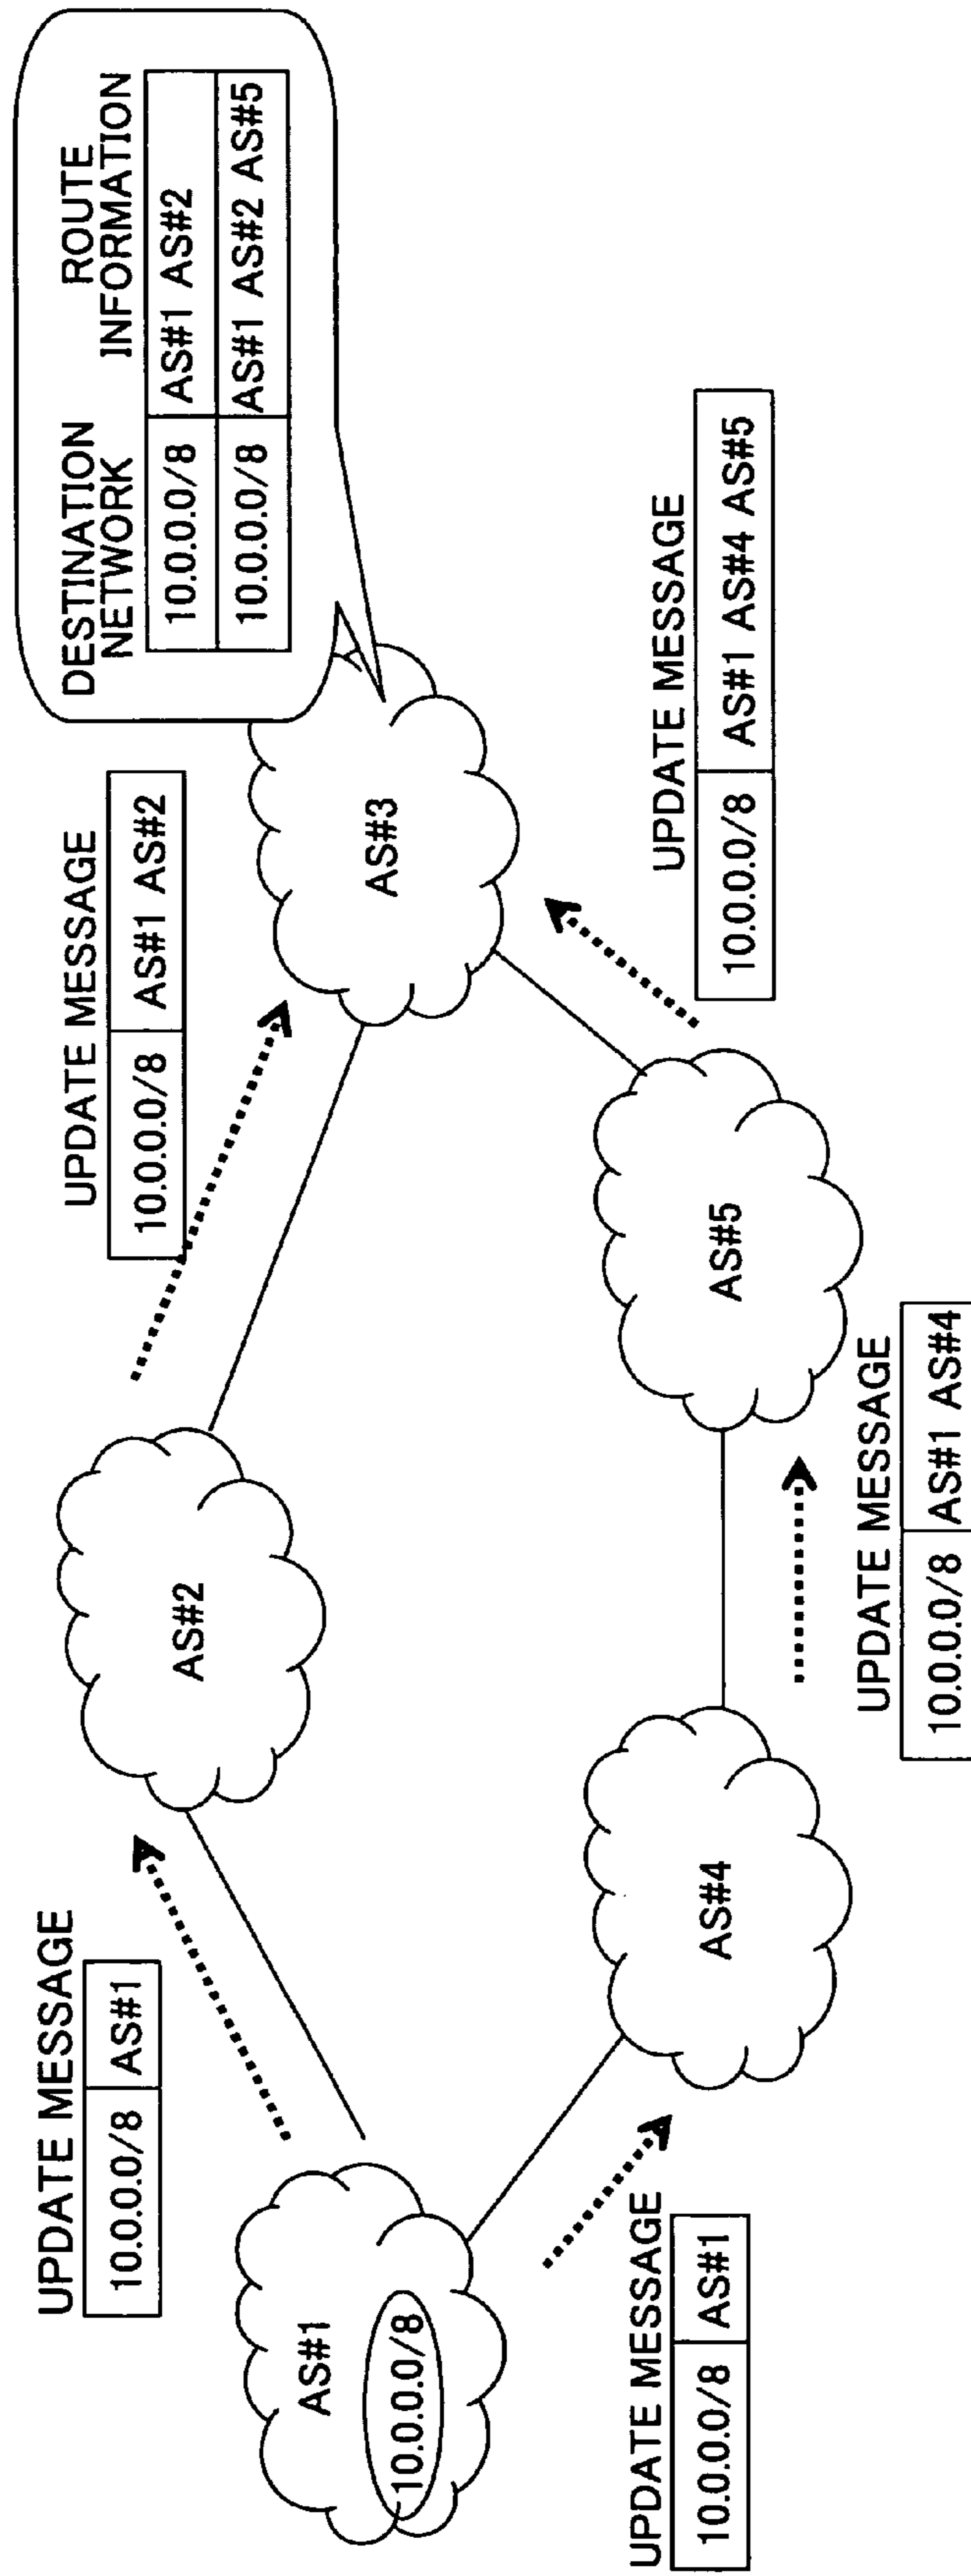 DESTINATION NETWORK
ROUTE INFORMATION
10.0.0.0/8 AS#1 AS#2
10.0.0.0/8 AS#1 AS#2 AS#5
UPDATE MESSAGE
10.0.0.0/8 AS#1
UPDATE MESSAGE
10.0.0.0/8 AS#1 AS#2
AS#2
AS#3
AS#1
10.0.0.0/8
UPDATE MESSAGE
10.0.0.0/8 AS#1
AS#4
AS#5
UPDATE MESSAGE
10.0.0.0/8 AS#1 AS#4 AS#5
UPDATE MESSAGE
10.0.0.0/8 AS#1 AS#4